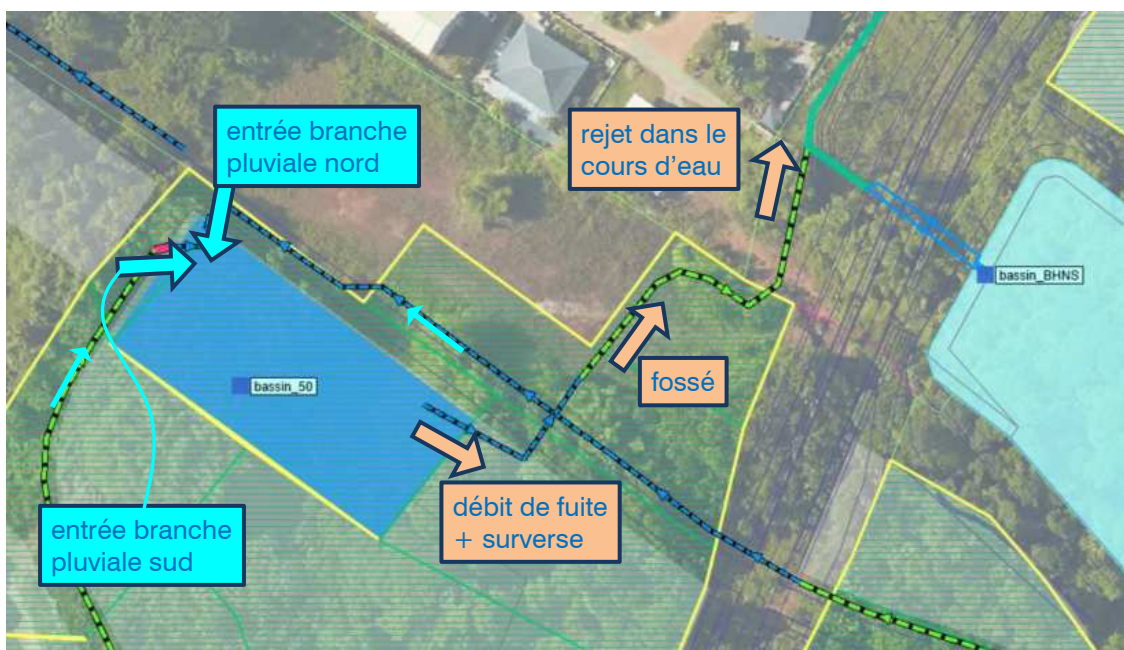 entrée branche
pluviale nord
rejet dans le
cours d'eau
bassin_BHNS
bassin_50
fossé
débit de fuite
+ surverse
entrée branche
pluviale sud